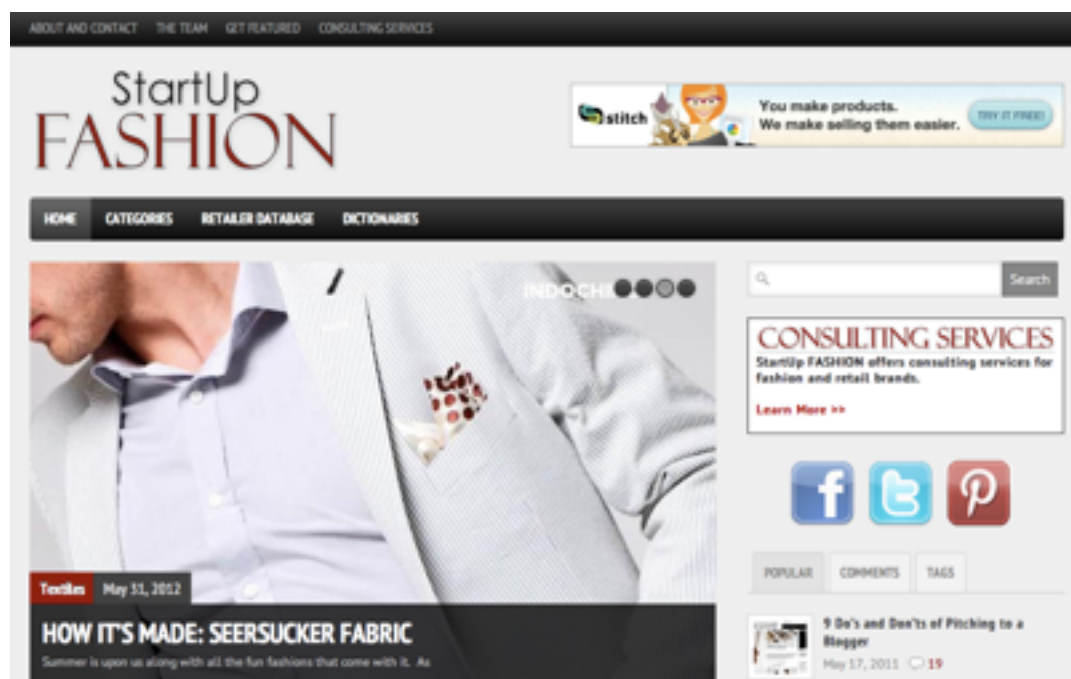 ABOUT AND CONTACT THE TEAM GET FEATURED CONSULTING SERVICES
StartUp
FASHION
stitch
You make products.
We make selling them easier.
TRY IT FREE!
HOME CATEGORIES RETAILER DATABASE DICTIONARIES
INDOCHI
Search
CONSULTING SERVICES
StartUp FASHION offers consulting services for
fashion and retail brands.
Learn More >>
Textiles May 31, 2012
HOW IT'S MADE: SEERSUCKER FABRIC
Summer is upon us along with all the fun fashions that come with it. As
POPULAR COMMENTS TAGS
9 Do's and Don'ts of Pitching to a
Blogger
May 17, 2011 19